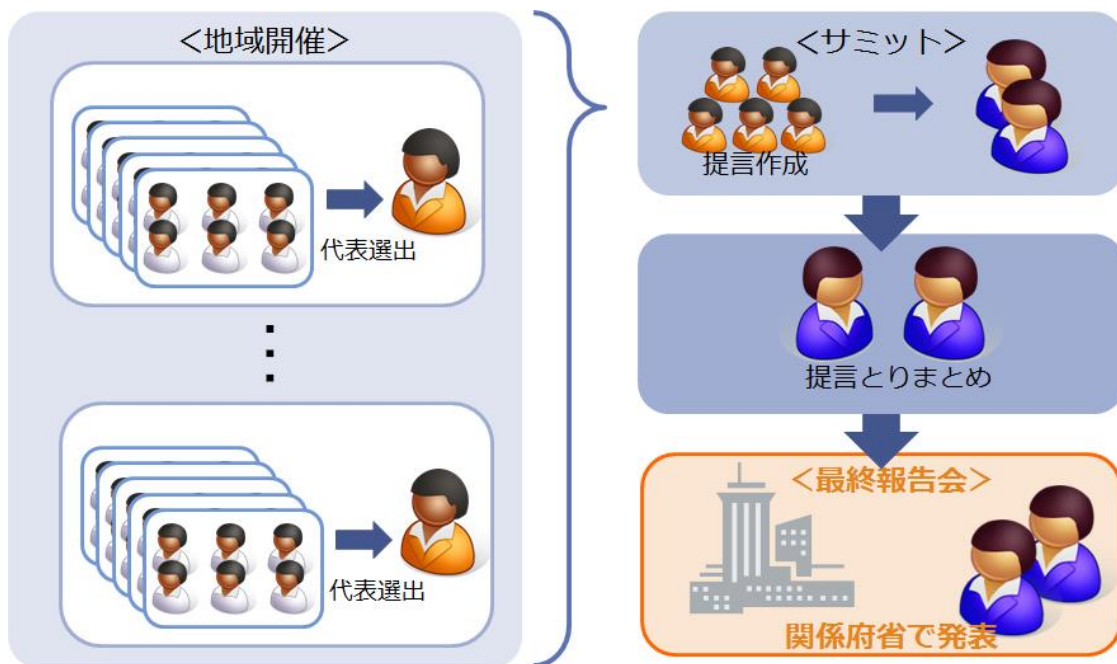 ＜地域開催＞
代表選出
代表選出
＜サミット＞
提言作成
提言とりまとめ
＜最終報告会＞
関係府省で発表